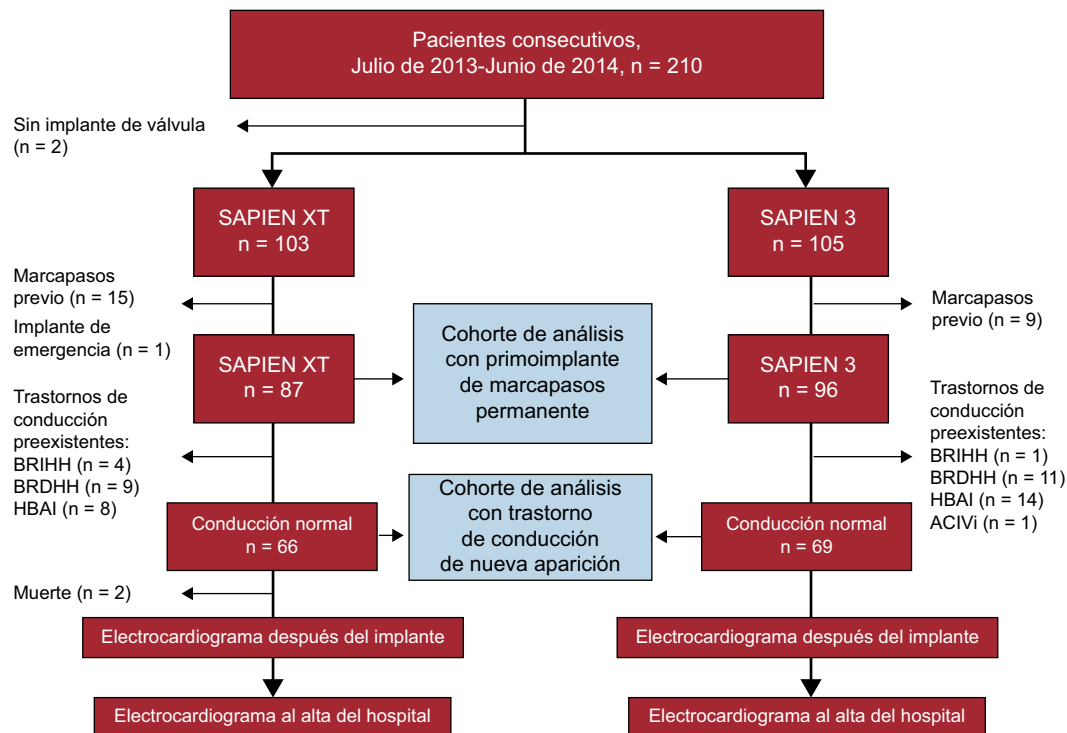 Pacientes consecutivos,
Julio de 2013-Junio de 2014, n = 210
Sin implante de válvula
(n = 2)
SAPIEN XT
n = 103
SAPIEN 3
n = 105
Marcapasos
previo (n = 15)
Implante de
emergencia (n = 1)
Marcapasos
previo (n = 9)
SAPIEN XT
n = 87
Cohorte de análisis
con primoimplante
de marcapasos
permanente
SAPIEN 3
n = 96
Trastornos de
conducción
preexistentes:
BRIHH (n = 4)
BRDHH (n = 9)
HBAI (n = 8)
Trastornos de
conducción
preexistentes:
BRIHH (n = 1)
BRDHH (n = 11)
HBAI (n = 14)
ACIVi (n = 1)
Conducción normal
n = 66
Cohorte de análisis
con trastorno
de conducción
de nueva aparición
Conducción normal
n = 69
Muerte (n = 2)
Electrocardiograma después del implante
Electrocardiograma después del implante
Electrocardiograma al alta del hospital
Electrocardiograma al alta del hospital